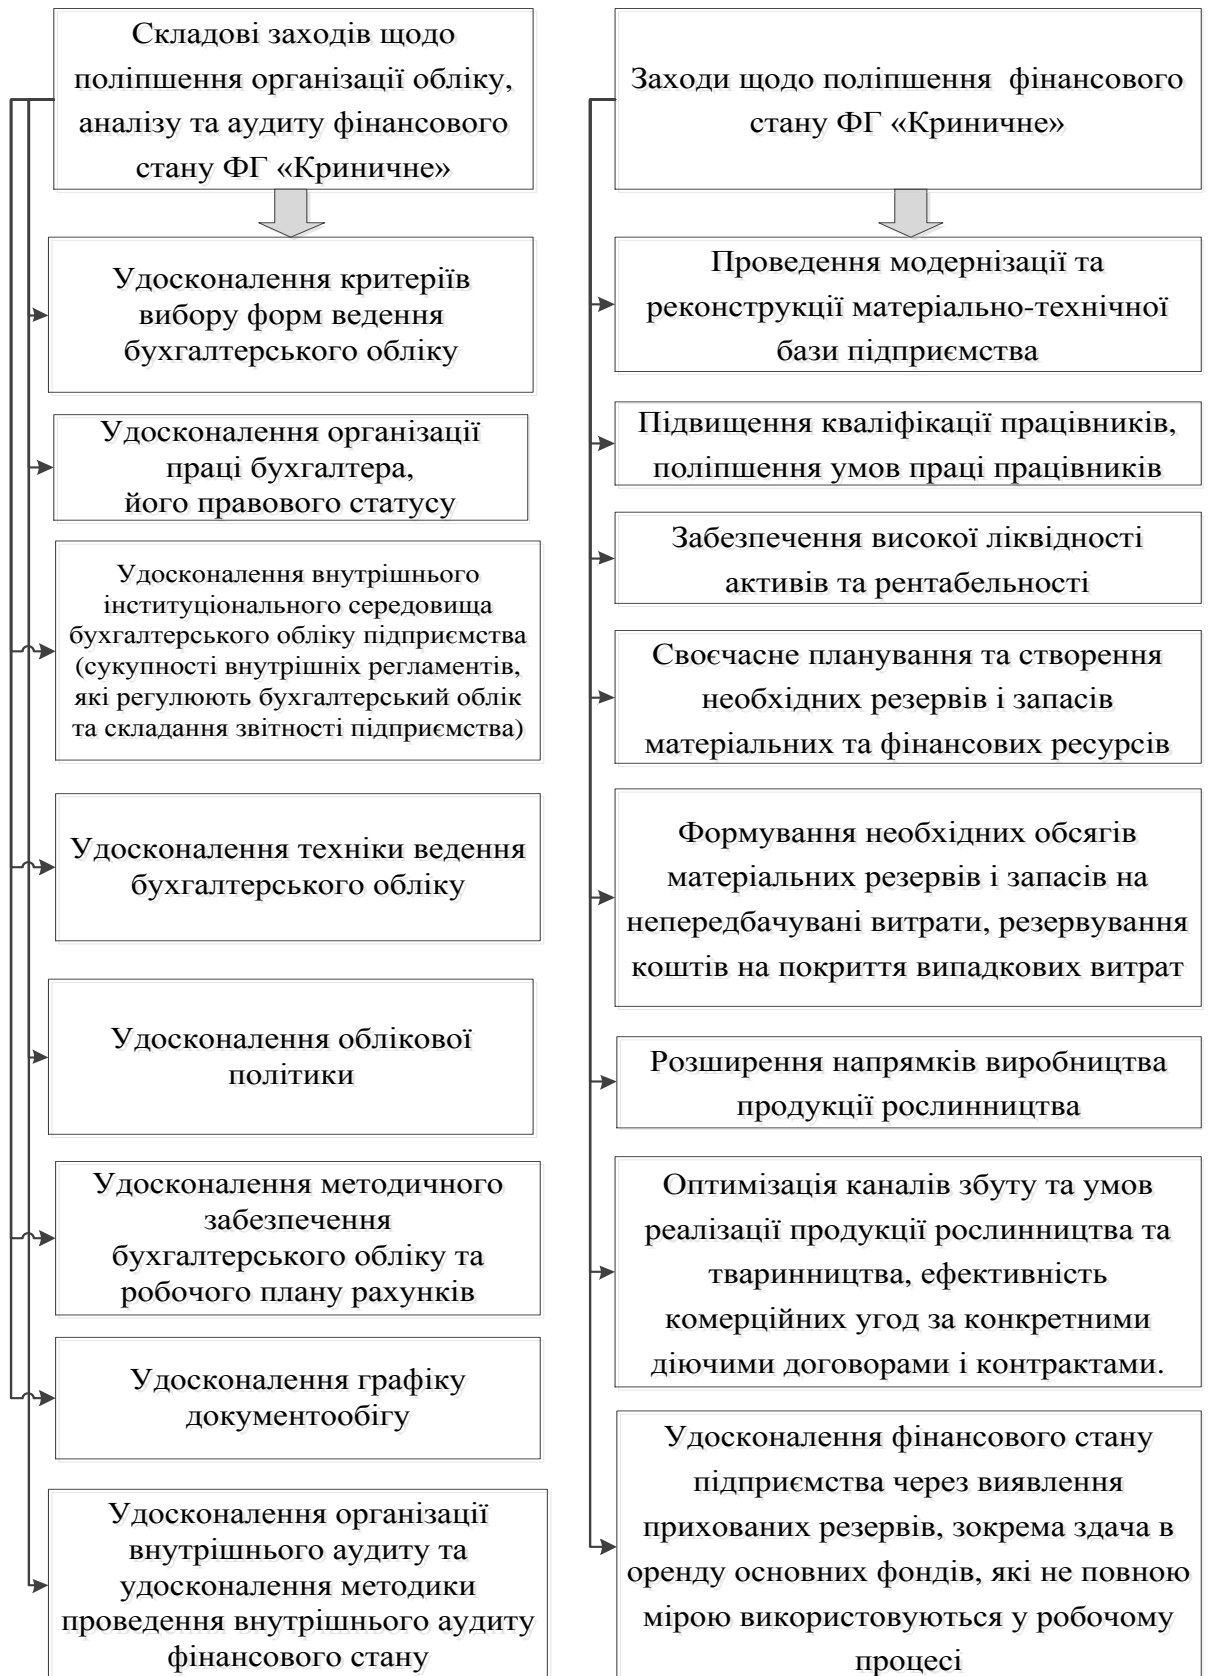 Складові заходів щодо
поліпшення організації обліку,
аналізу та аудиту фінансового
стану ФГ «Криничне»
Удосконалення критеріїв
вибору форм ведення
бухгалтерського обліку
Удосконалення організації
праці бухгалтера,
його правового статусу
Удосконалення внутрішнього
інституціонального середовища
бухгалтерського обліку підприємства
(сукупності внутрішніх регламентів,
які регулюють бухгалтерський облік
та складання звітності підприємства)
Удосконалення техніки ведення
бухгалтерського обліку
Удосконалення облікової
політики
Удосконалення методичного
забезпечення
бухгалтерського обліку та
робочого плану рахунків
Удосконалення графіку
документообігу
Удосконалення організації
внутрішнього аудиту та
удосконалення методики
проведення внутрішнього аудиту
фінансового стану
Заходи щодо поліпшення фінансового
стану ФГ «Криничне»
Проведення модернізації та
реконструкції матеріально-технічної
бази підприємства
Підвищення кваліфікації працівників,
поліпшення умов праці працівників
Забезпечення високої ліквідності
активів та рентабельності
Своєчасне планування та створення
необхідних резервів і запасів
матеріальних та фінансових ресурсів
Формування необхідних обсягів
матеріальних резервів і запасів на
непередбачувані витрати, резервування
коштів на покриття випадкових витрат
Розширення напрямків виробництва
продукції рослинництва
Оптимізація каналів збуту та умов
реалізації продукції рослинництва та
тваринництва, ефективність
комерційних угод за конкретними
діючими договорами і контрактами.
Удосконалення фінансового стану
підприємства через виявлення
прихованих резервів, зокрема здача в
оренду основних фондів, які не повною
мірою використовуються у робочому
процесі